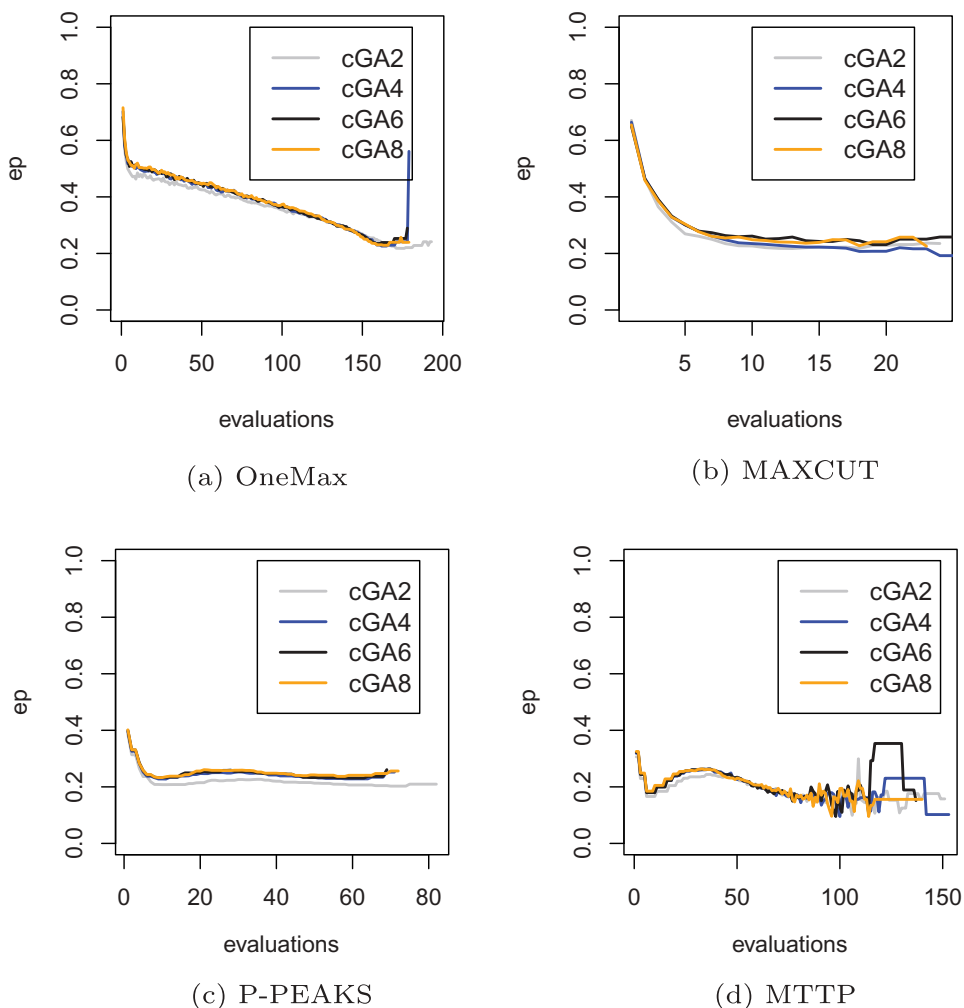 1.0
0.8
0.6
0.4
0.2
0.0
ep
cGA2
cGA4
cGA6
cGA8
0 50 100 150 200
evaluations
(a) OneMax
1.0
0.8
0.6
0.4
0.2
0.0
ep
cGA2
cGA4
cGA6
cGA8
5 10 15 20
evaluations
(b) MAXCUT
1.0
0.8
0.6
0.4
0.2
0.0
ep
cGA2
cGA4
cGA6
cGA8
0 20 40 60 80
evaluations
(c) P-PEAKS
1.0
0.8
0.6
0.4
0.2
0.0
ep
cGA2
cGA4
cGA6
cGA8
0 50 100 150
evaluations
(d) MTTP